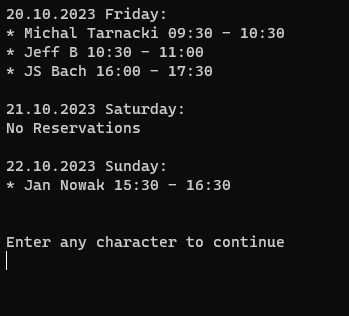 20.10.2023 Friday:
* Michal Tarnacki 09:30 - 10:30
* Jeff B 10:30 - 11:00
* JS Bach 16:00 - 17:30
21.10.2023 Saturday:
No Reservations
22.10.2023 Sunday:
* Jan Nowak 15:30 - 16:30
Enter any character to continue